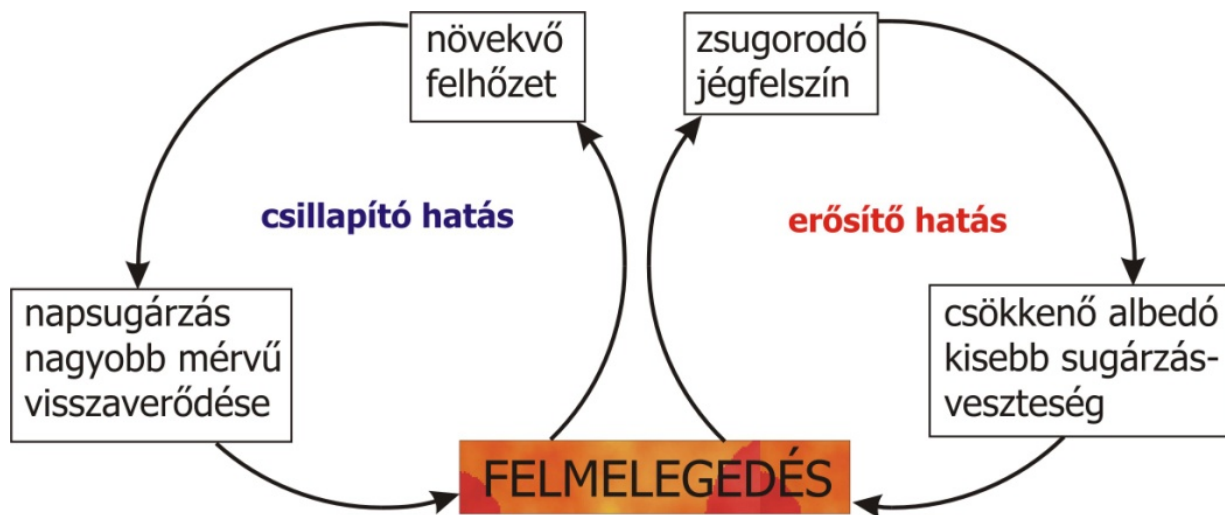 növekvő
felhőzet
zsugorodó
jégfelszín
csillapító hatás
erősítő hatás
napsugárzás
nagyobb mérvű
visszaverődése
csökkenő albedó
kisebb sugárzás-
veszteség
FELMELEGEDÉS